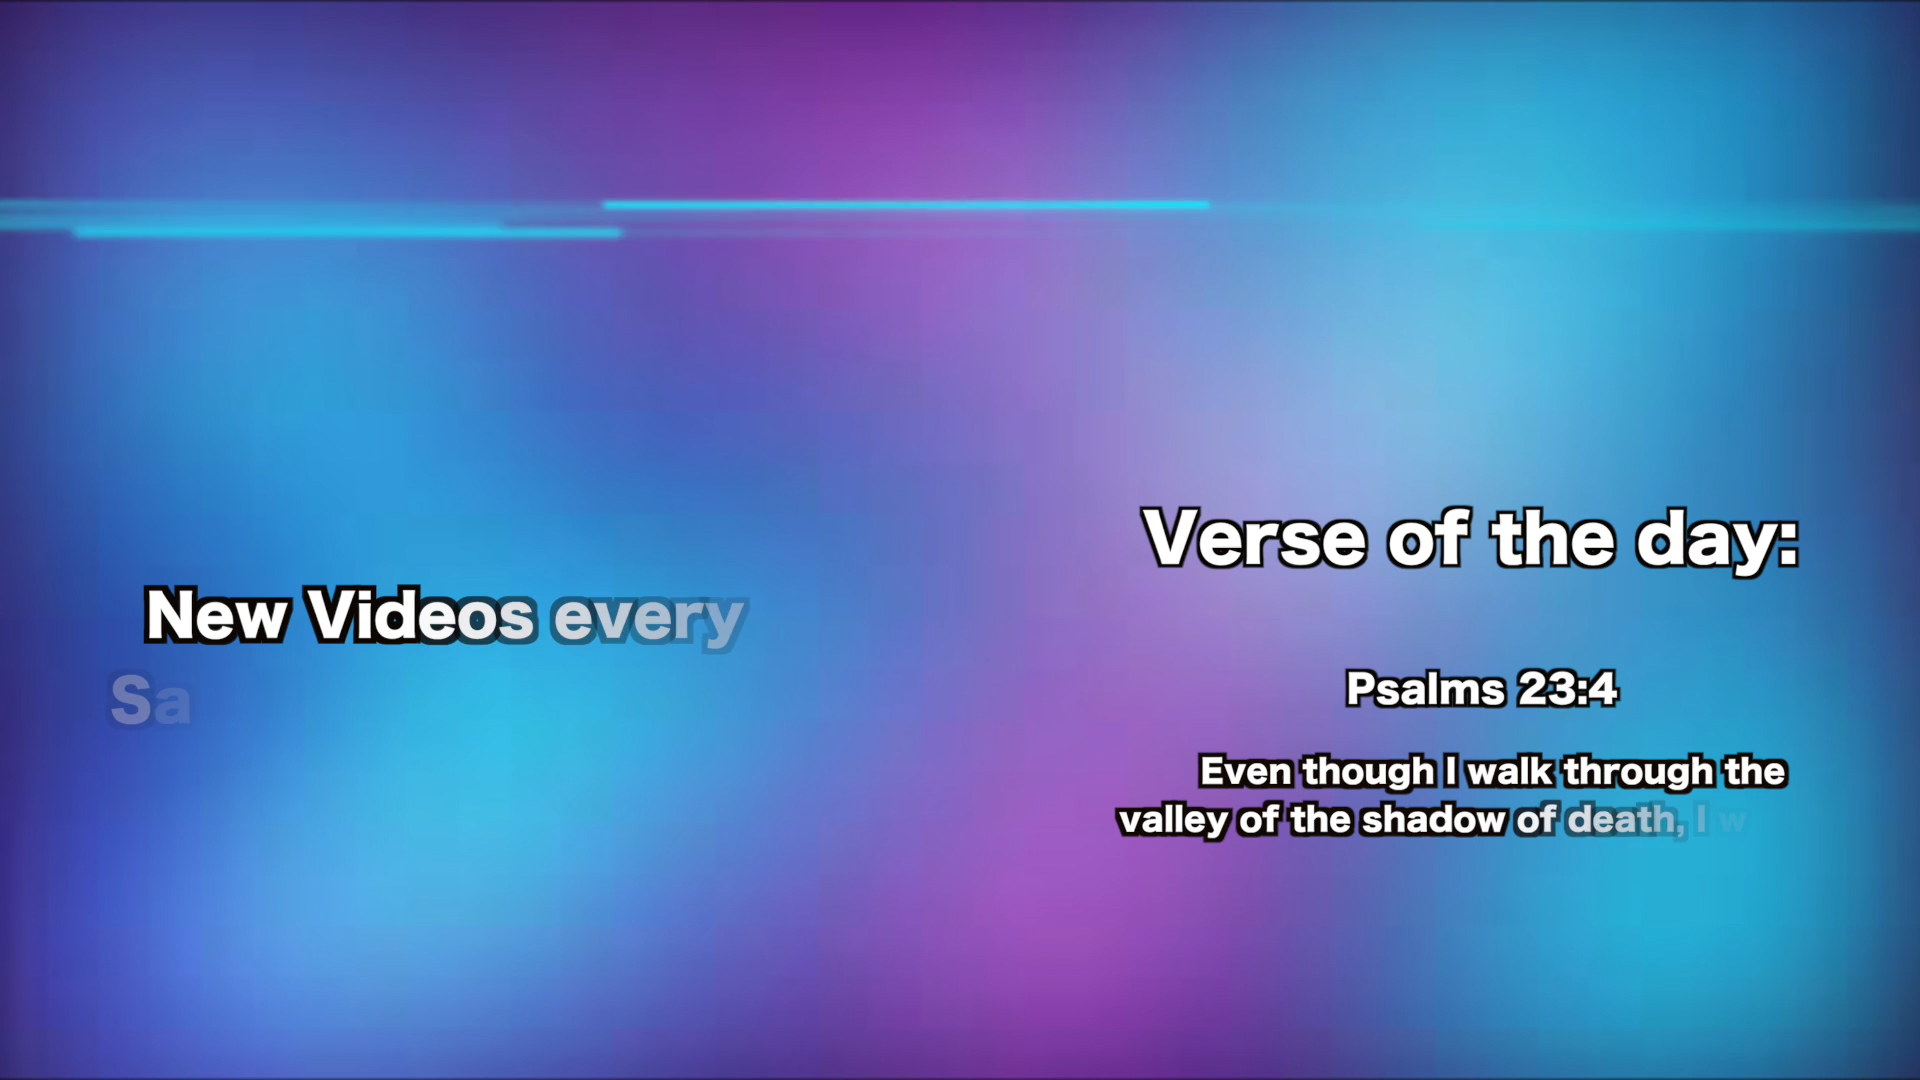 New Videos every
Sa
Verse of the day:
Psalms 23:4
Even though I walk through the
valley of the shadow of death, I w